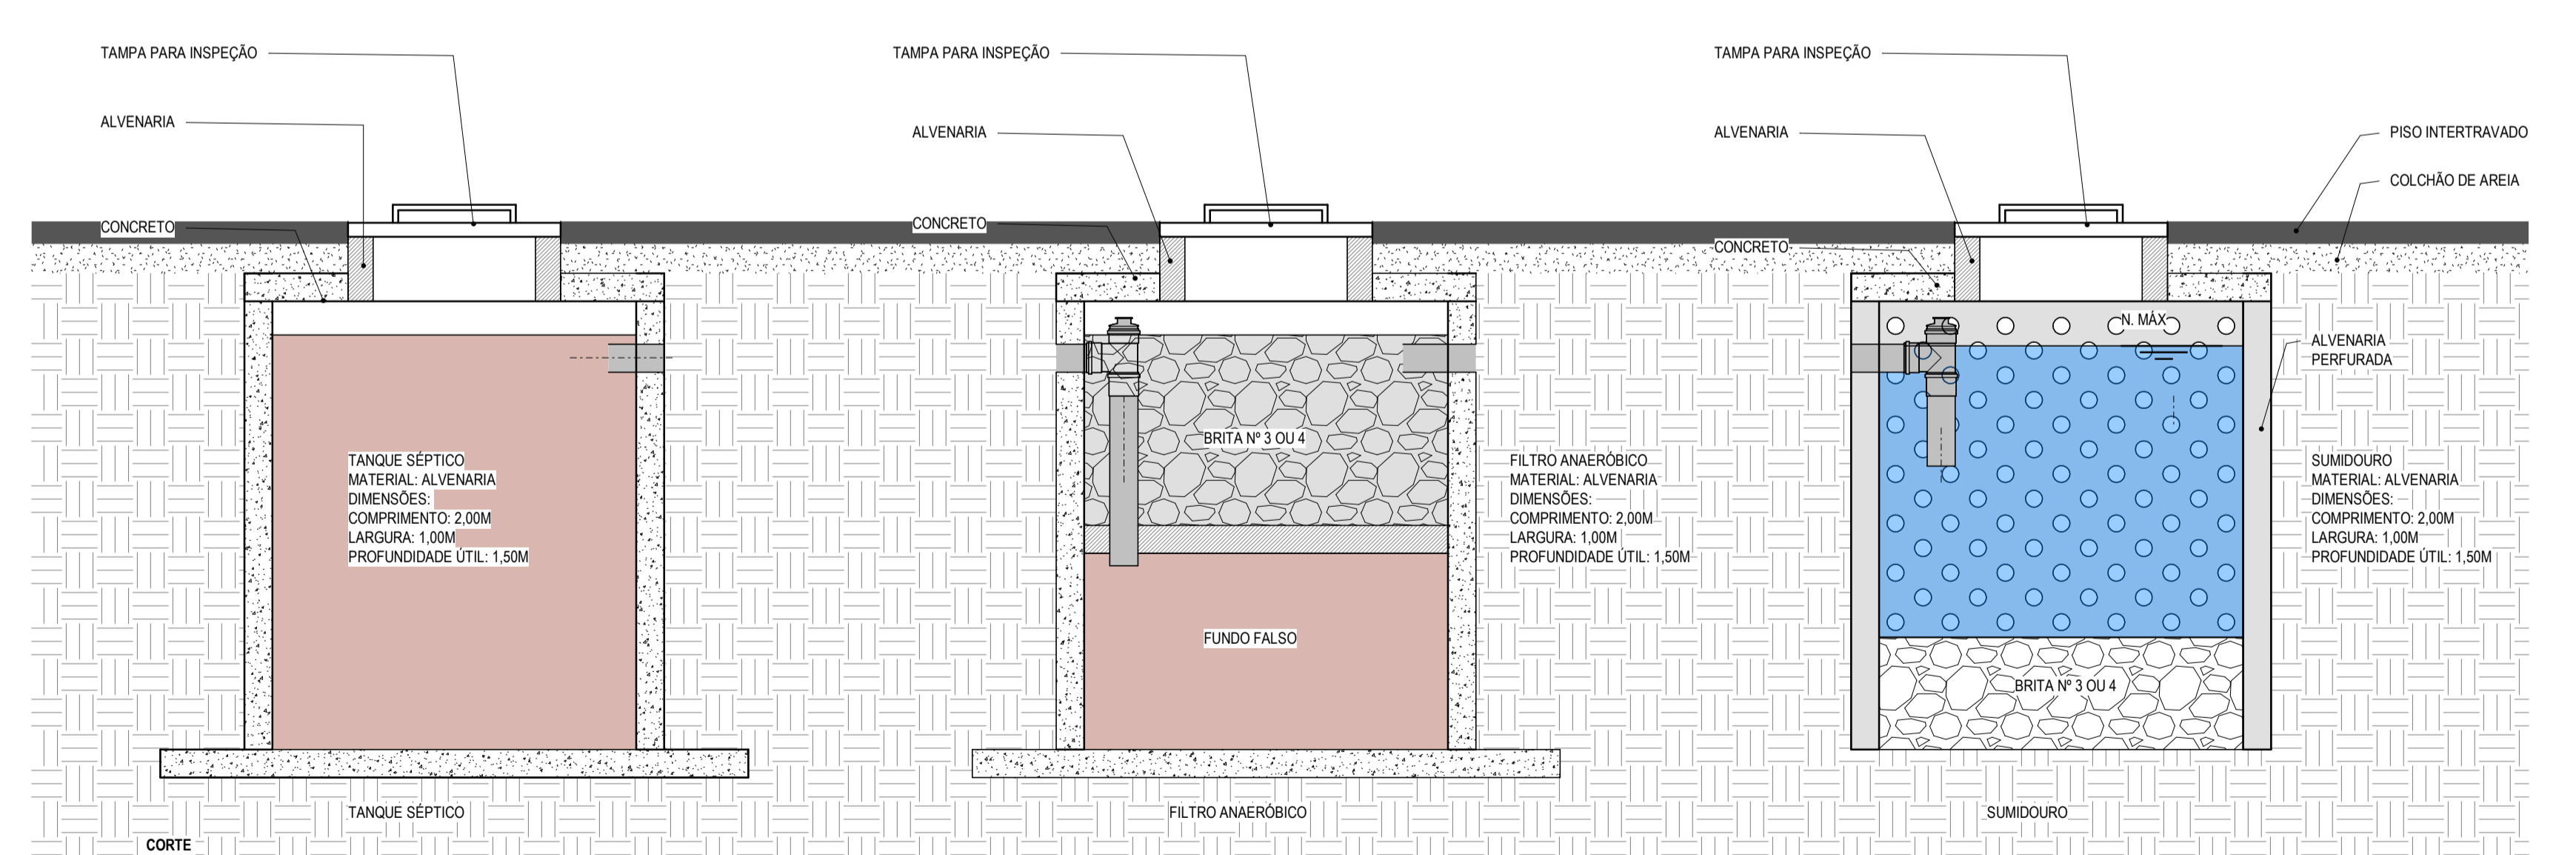 TAMPA PARA INSPEÇÃO
ALVENARIA
CONCRETO
TANQUE SÉPTICO
MATERIAL: ALVENARIA
DIMENSÕES:
COMPRIMENTO: 2,00M
LARGURA: 1,00M
PROFUNDIDADE ÚTIL: 1,50M
TANQUE SÉPTICO
CORTE
TAMPA PARA INSPEÇÃO
ALVENARIA
CONCRETO
BRITA Nº 3 OU 4
FUNDO FALSO
FILTRO ANAERÓBICO
MATERIAL: ALVENARIA
DIMENSÕES:
COMPRIMENTO: 2,00M
LARGURA: 1,00M
PROFUNDIDADE ÚTIL: 1,50M
FILTRO ANAERÓBICO
TAMPA PARA INSPEÇÃO
ALVENARIA
CONCRETO
PISO INTERTRAVADO
COLCHÃO DE AREIA
N. MÁX
ALVENARIA
PERFURADA
SUMIDOURO
MATERIAL: ALVENARIA
DIMENSÕES:
COMPRIMENTO: 2,00M
LARGURA: 1,00M
PROFUNDIDADE ÚTIL: 1,50M
BRITA Nº 3 OU 4
SUMIDOURO